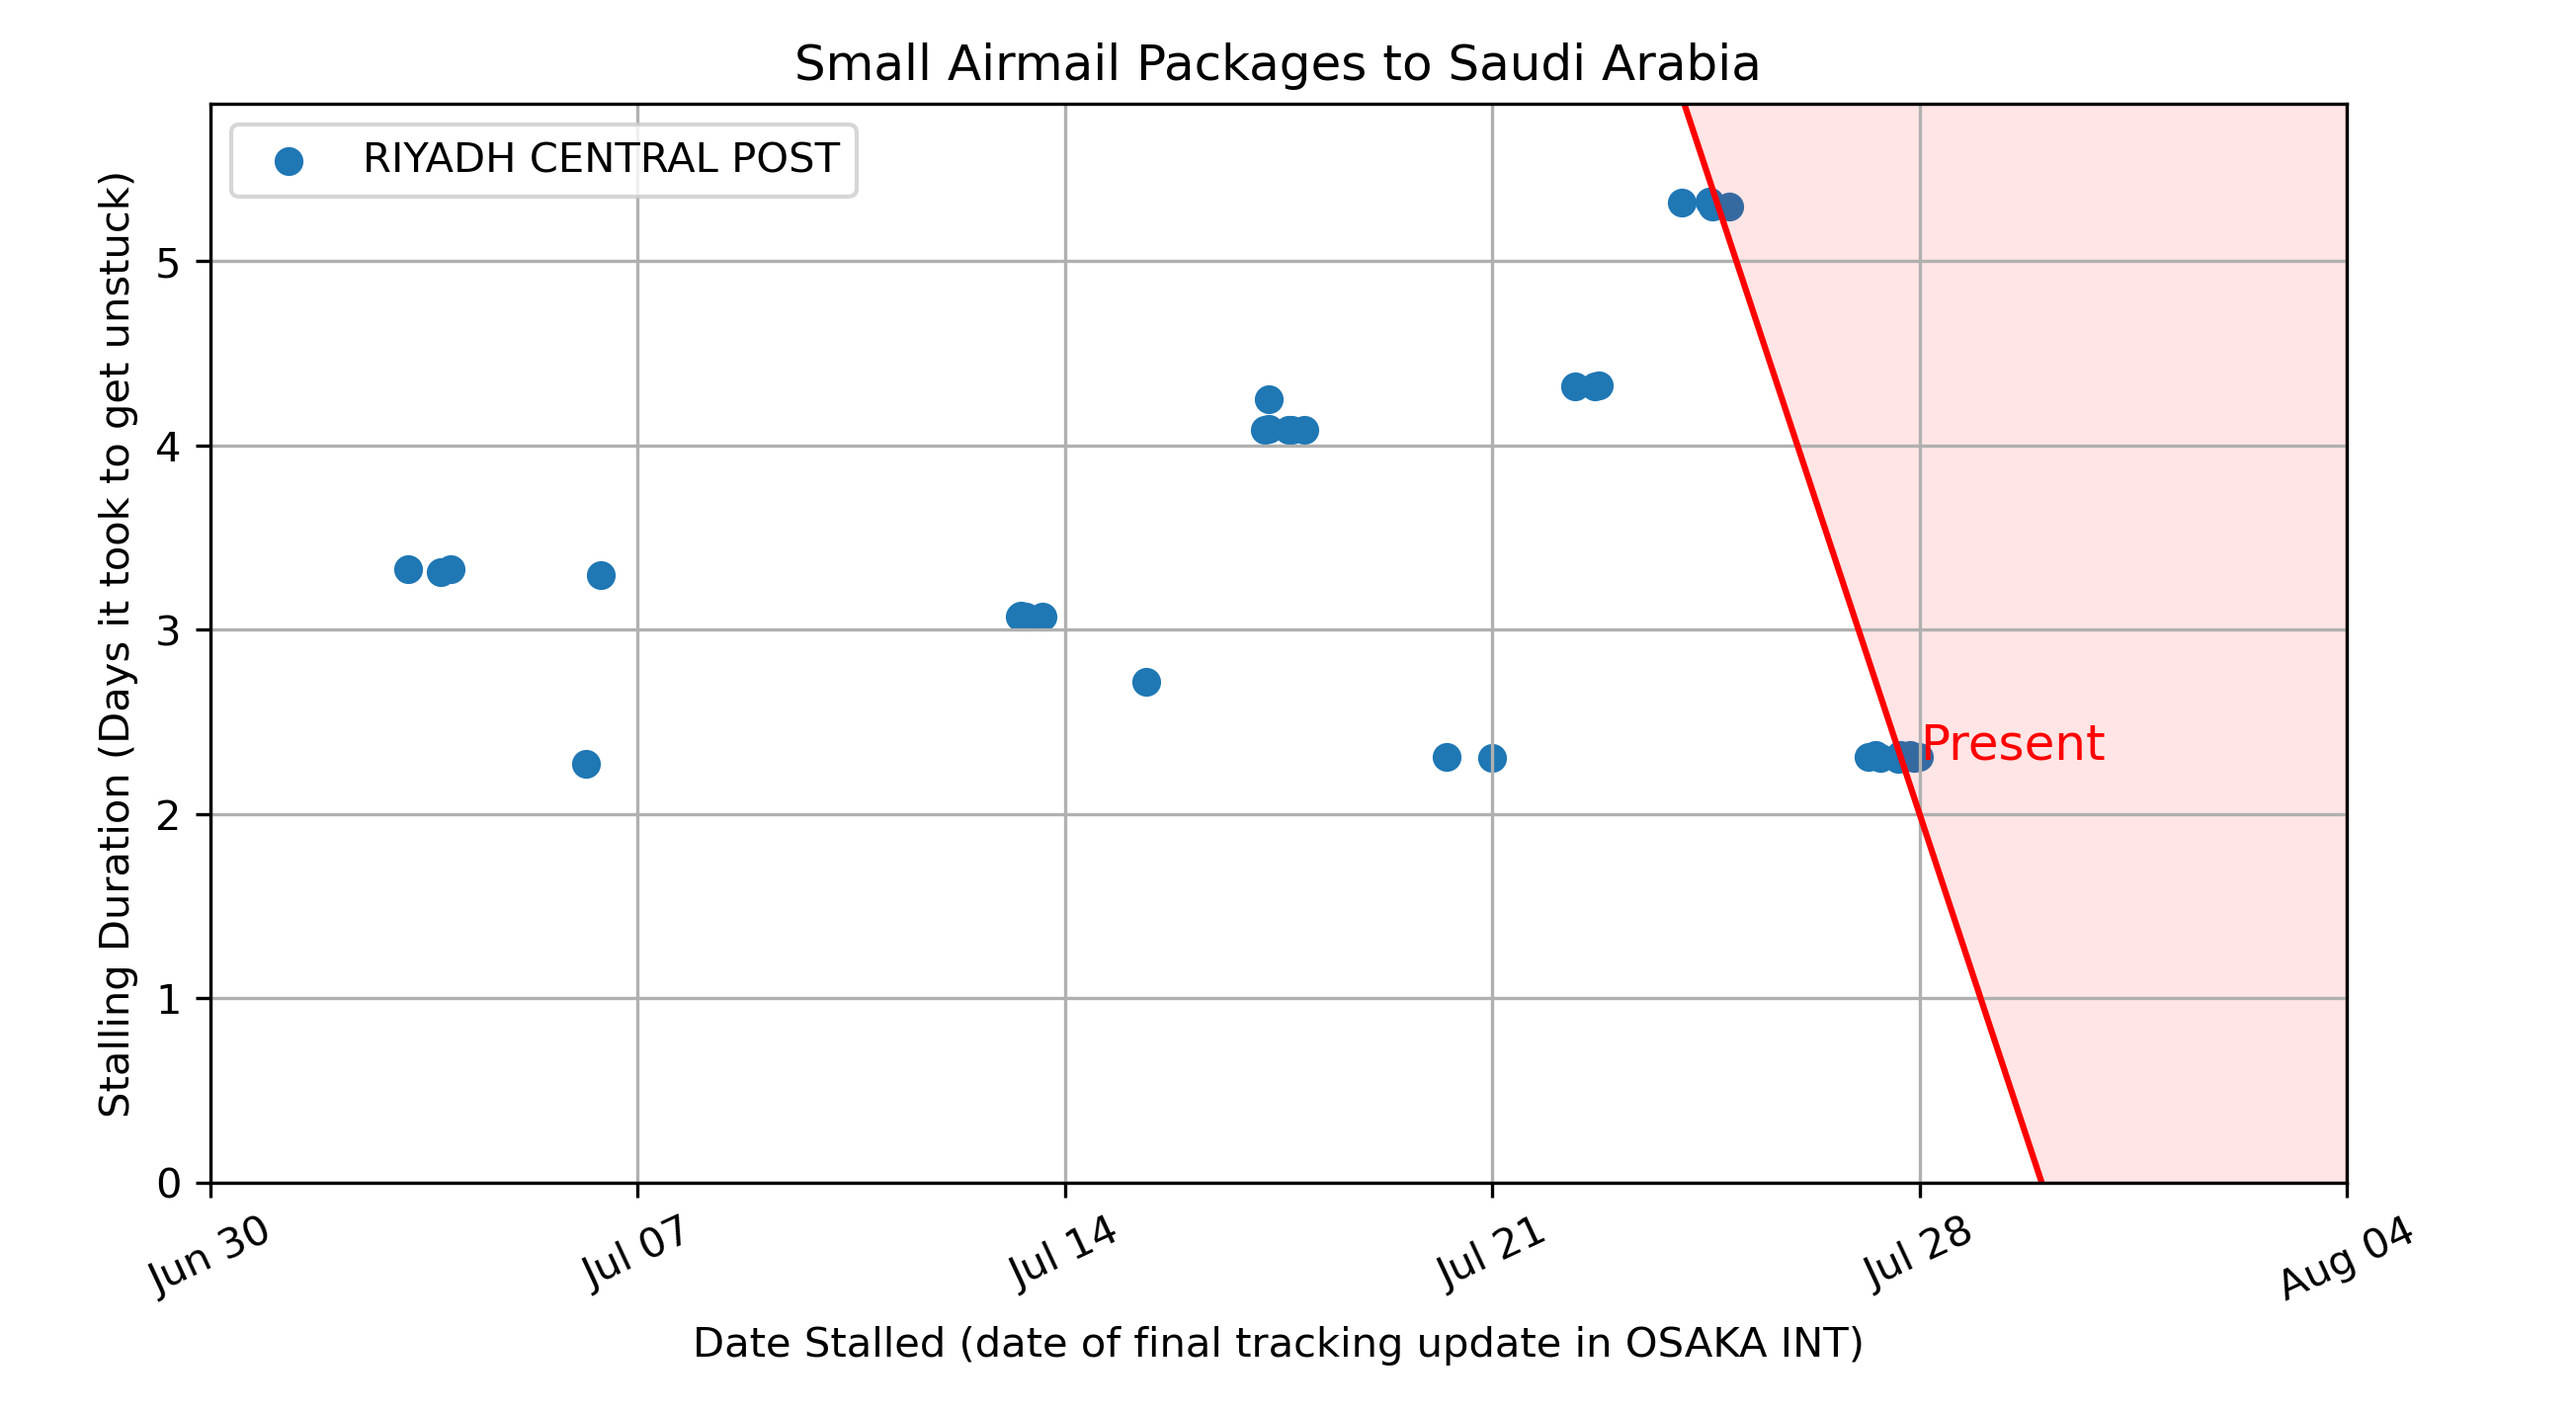 Small Airmail Packages to Saudi Arabia
RIYADH CENTRAL POST
Stalling Duration (Days it took to get unstuck)
5
4
3
2
1
0
Present
Jun 30
Jul 07
Jul 14
Jul 21
Jul 28
Aug 04
Date Stalled (date of final tracking update in OSAKA INT)